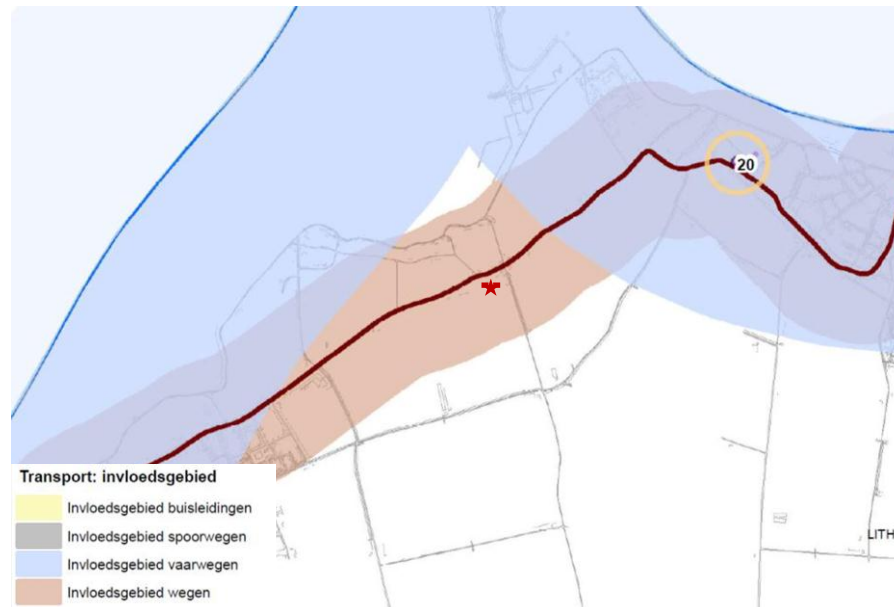 20
LITH
Transport: invloedsgebied
Invloedsgebied buisleidingen
Invloedsgebied spoorwegen
Invloedsgebied vaarwegen
Invloedsgebied wegen